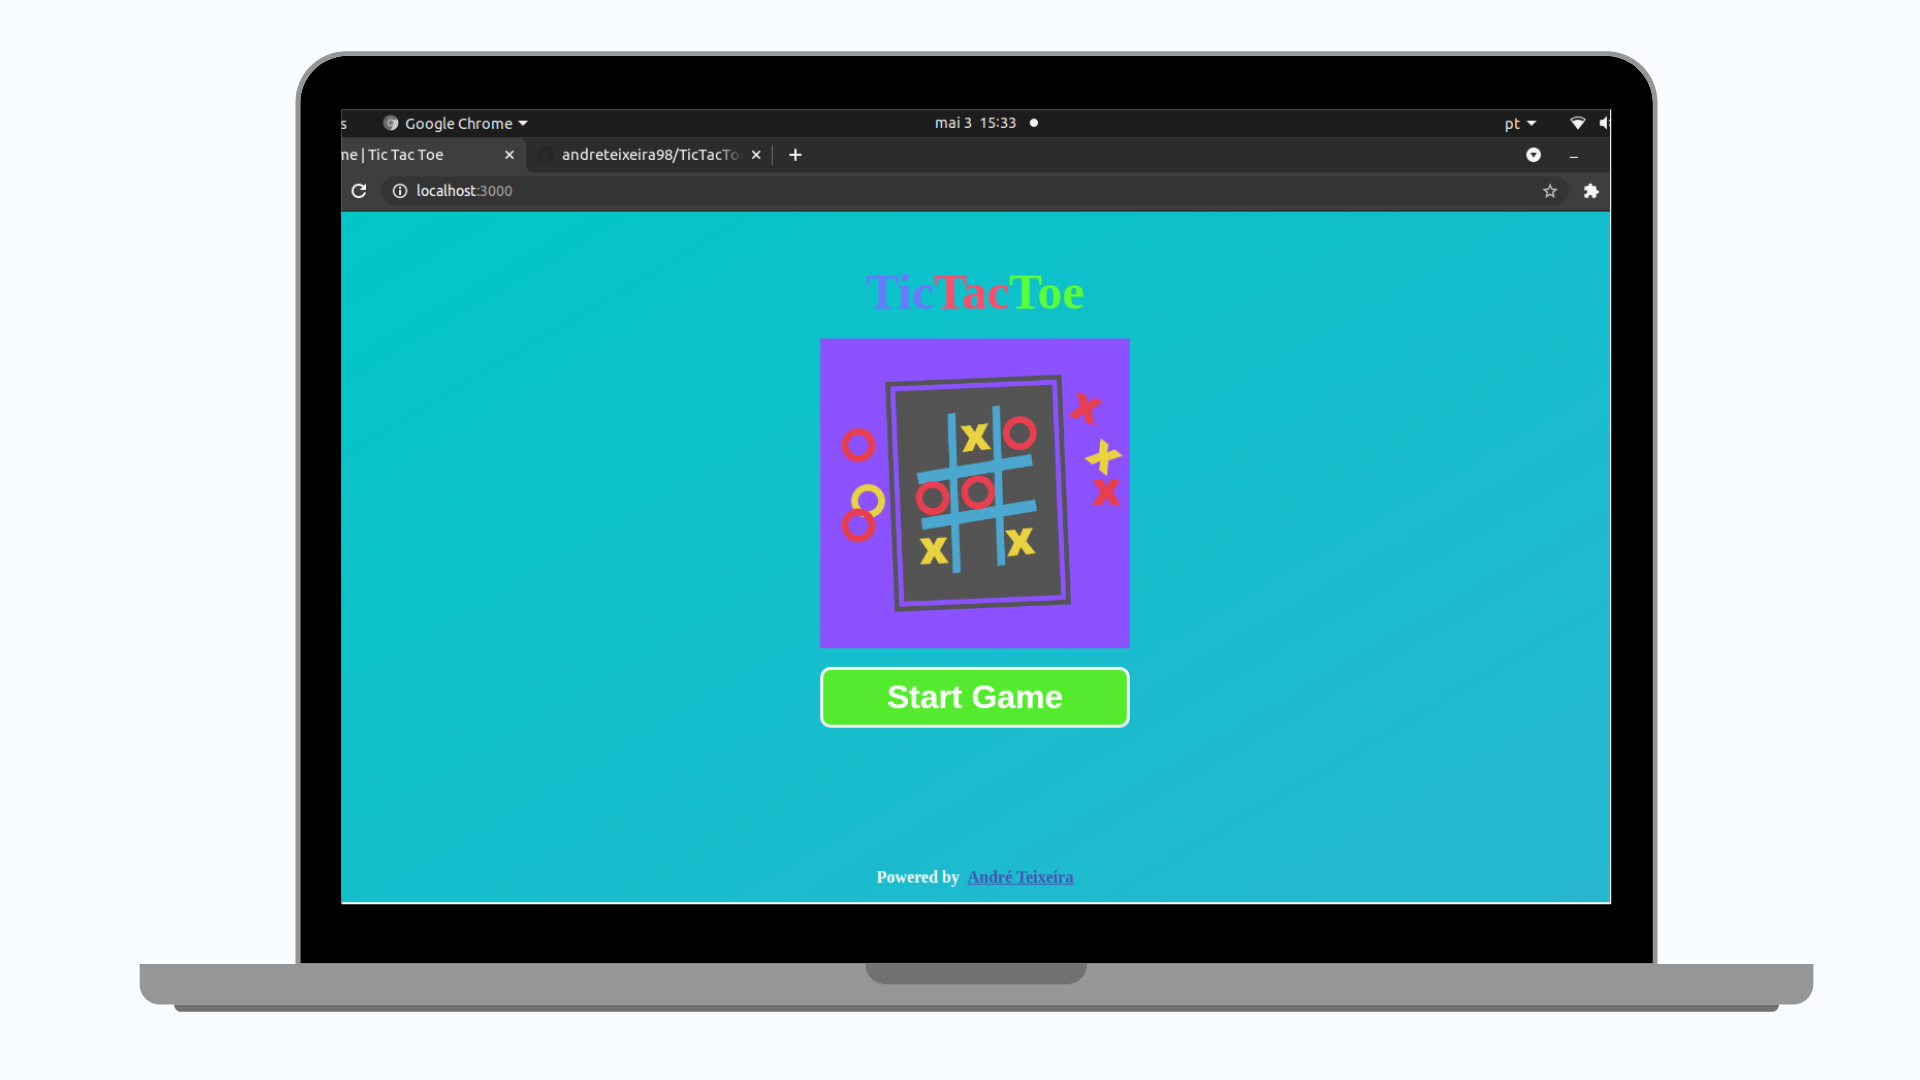 s Google Chrome mai 3 15:33 pt
me | Tic Tac Toe andreteixeira98/TicTacTo
localhost:3000
TicTacToe
X O
O O
X X
Start Game
Powered by André Teixeira